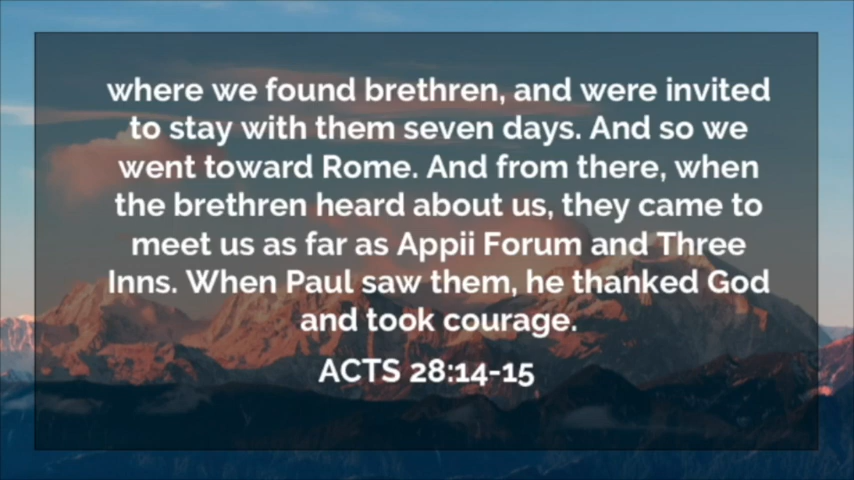 where we found brethren, and were invited
to stay with them seven days. And so we
went toward Rome. And from there, when
the brethren heard about us, they came to
meet us as far as Appii Forum and Three
Inns. When Paul saw them, he thanked God
and took courage.
ACTS 28:14-15